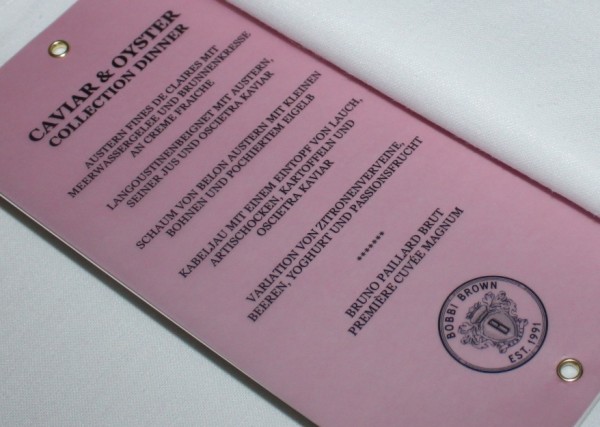 CAVIAR & OYSTER
COLLECTION DINNER
AUSTERN FINES DE CLAIRES MIT
MEERWASSERGELEE UND BRUNNENKRESSE
AN CREME FRAICHE
LANGOUSTINENBEIGNET MIT AUSTERN,
SEINER JUS UND OSCIETRA KAVIAR
SCHAUM VON BELON AUSTERN MIT KLEINEN
BOHNEN UND POCHIERTEM EIGELB
KABELJAU MIT EINEM EINTOPF VON LAUCH,
ARTISCHOCKEN, KARTOFFELN UND
OSCIETRA KAVIAR
VARIATION VON ZITRONENVERVEINE,
BEEREN, YOGHURT UND PASSIONSFRUCHT
*******
BRUNO PAILLARD BRUT
PREMIÈRE CUVÉE MAGNUM
BOBBI BROWN
B
EST. 1991